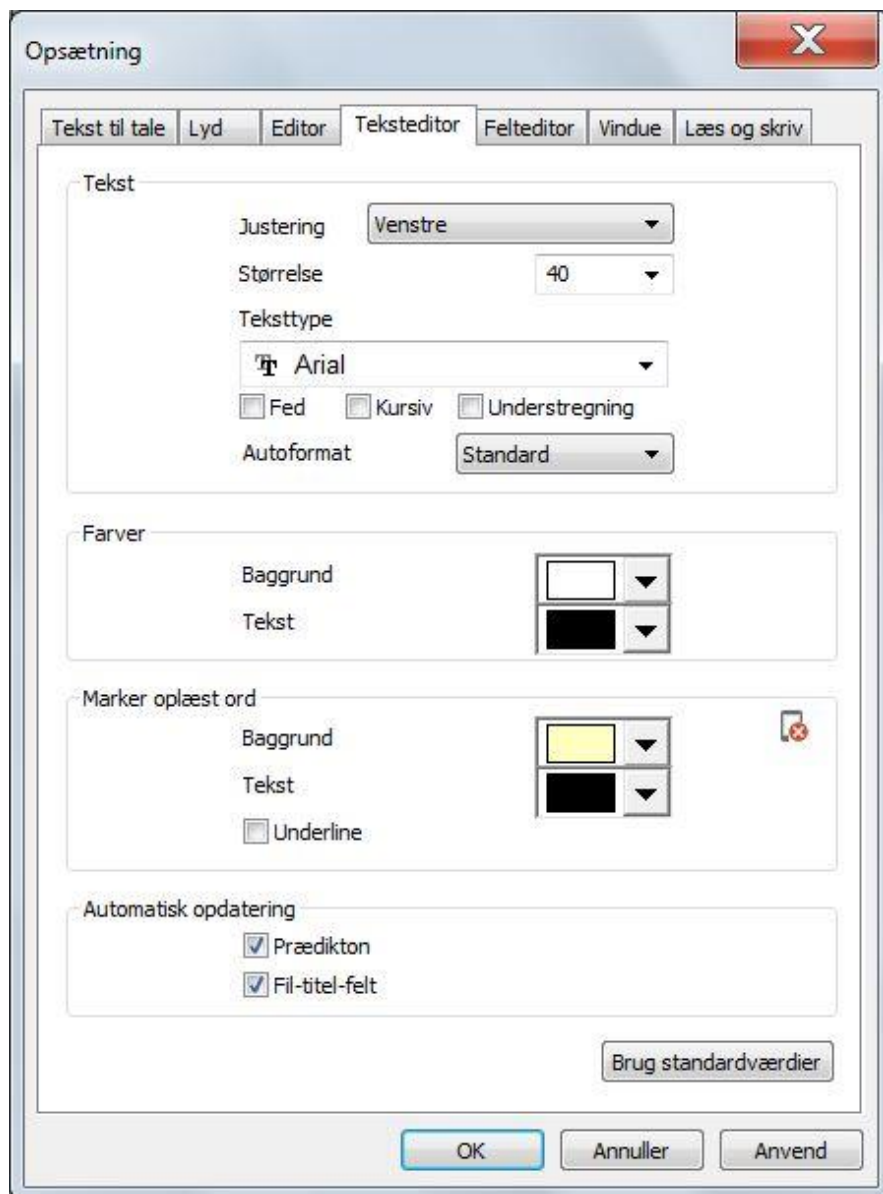 Opsætning
Tekst til tale Lyd Editor Teksteditor Felteditor Vindue Læs og skriv
Tekst
Justering Venstre
Størrelse 40
Teksttype
Arial
Fed Kursiv Understregning
Autoformat Standard
Farver
Baggrund
Tekst
Marker oplæst ord
Baggrund
Tekst
Underline
Automatisk opdatering
Prædikton
Fil-titel-felt
Brug standardværdier
OK Annuller Anvend